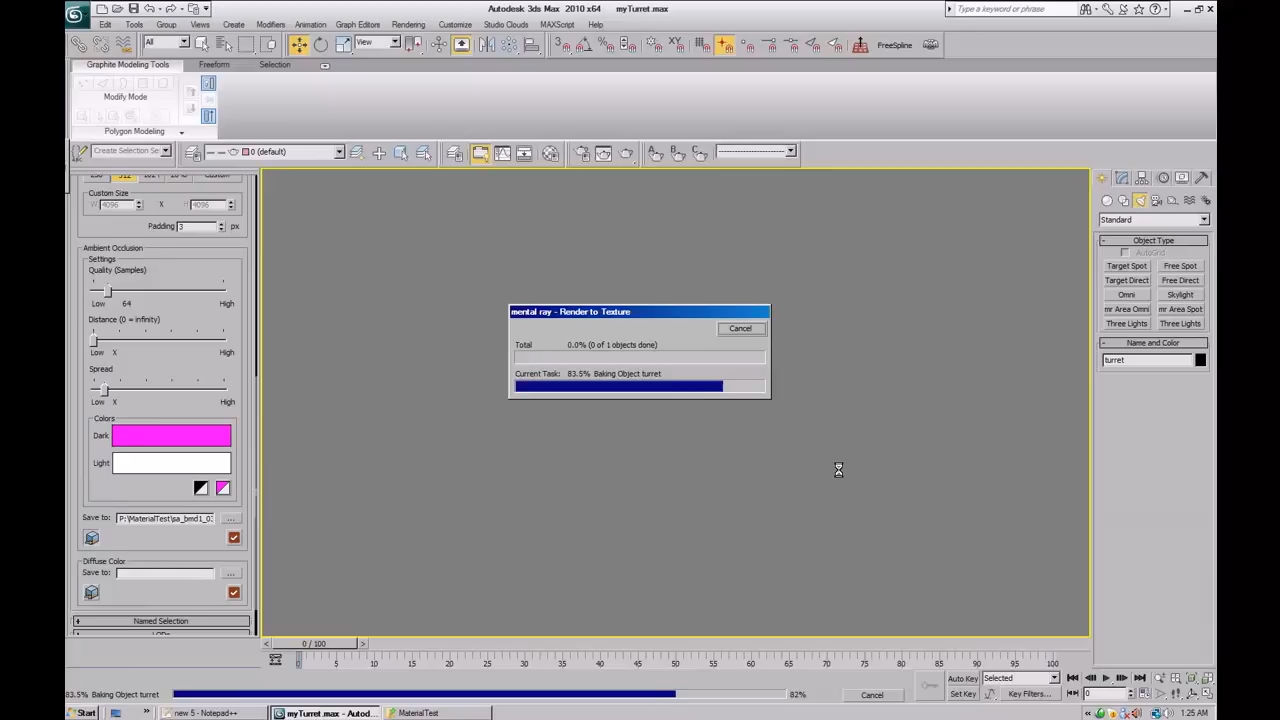 Autodesk 3ds Max 2010 x64 myTurret.max
Type a keyword or phrase
Edit Tools Group Views Create Modifiers Animation Graph Editors Rendering Customize Studio Clouds MAXScript Help
All
View
FreeSpline
Graphite Modeling Tools Freeform Selection
Modify Mode
Polygon Modeling
Create Selection Se
0 (default)
Custom Size
W 4096 X H 4096
Padding 3 px
Ambient Occlusion
Settings
Quality (Samples)
Low 64 High
Distance (0 = infinity)
Low X High
Spread
Low X High
Colors
Dark
Light
Save to: P:\MaterialTest\sa_bmd1_03 ...
Diffuse Color
Save to: ...
+ Named Selection
mental ray - Render to Texture
Cancel
Total 0.0% (0 of 1 objects done)
Current Task: 83.5% Baking Object turret
Standard
- Object Type
AutoGrid
Target Spot Free Spot
Target Direct Free Direct
Omni Skylight
mr Area Omni mr Area Spot
Three Lights Three Lights
- Name and Color
turret
< 0 / 100 >
0 5 10 15 20 25 30 35 40 45 50 55 60 65 70 75 80 85 90 95 100
Auto Key Selected
83.5% Baking Object turret 82% Cancel
Set Key Key Filters... 0
Start new 5 - Notepad++ myTurret.max - Autod... MaterialTest 1:25 AM